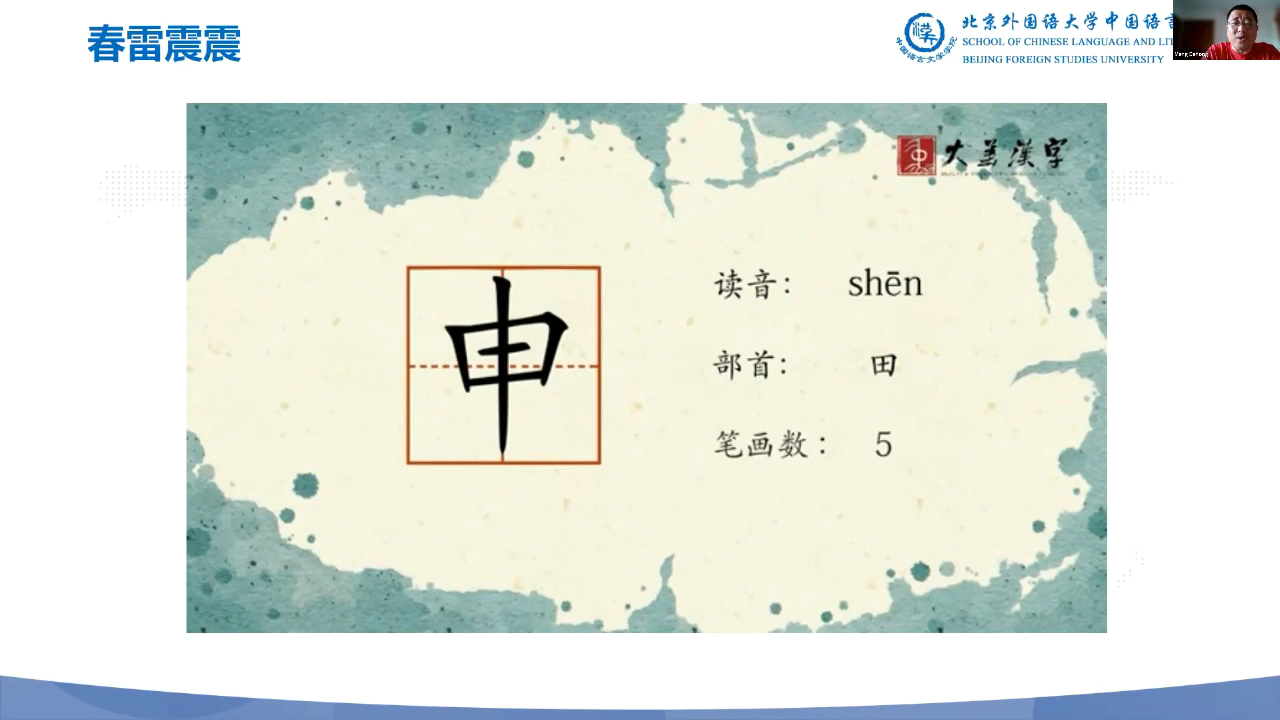 春雷震震
北京外国语大学中国语言
SCHOOL OF CHINESE LANGUAGE AND LIT
BEIJING FOREIGN STUDIES UNIVERSITY
大美漢字
申
读音： shēn
部首： 田
笔画数： 5